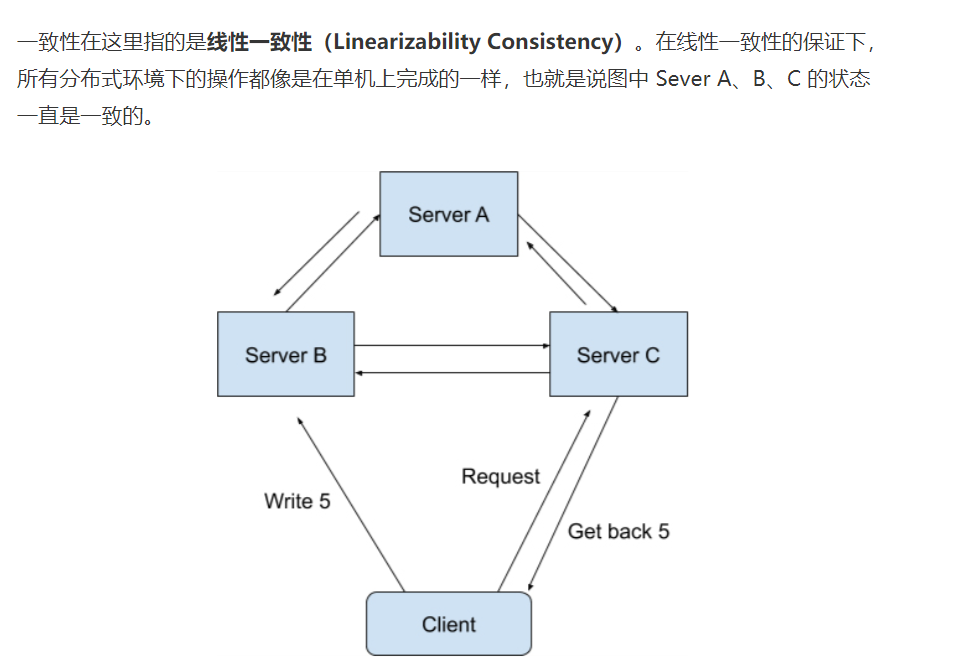 一致性在这里指的是线性一致性（Linearizability Consistency）。在线性一致性的保证下，
所有分布式环境下的操作都像是在单机上完成的一样，也就是说图中 Sever A、B、C 的状态
一直是一致的。
Server A
Server B
Server C
Request
Write 5
Get back 5
Client